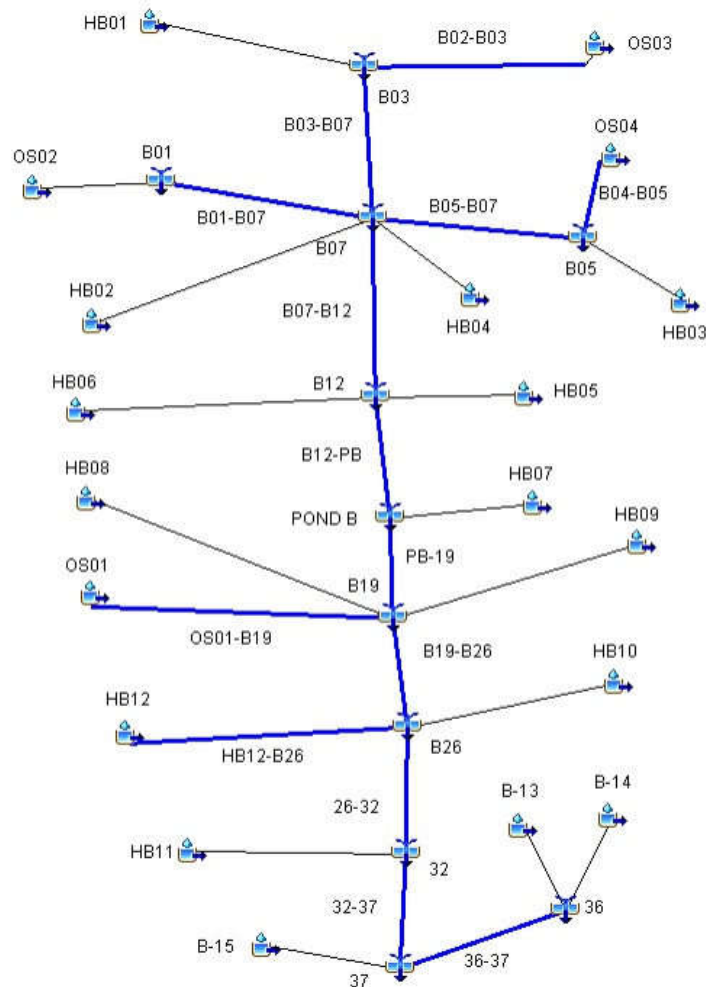 HB01
B02-B03
OS03
B03
B03-B07
OS04
OS02
B01
B04-B05
B01-B07
B05-B07
B07
B05
HB02
B07-B12
HB04
HB03
HB06
B12
HB05
B12-PB
HB08
HB07
POND B
HB09
PB-19
OS01
B19
OS01-B19
B19-B26
HB10
HB12
HB12-B26
B26
B-13
B-14
26-32
HB11
32
32-37
36
B-15
36-37
37